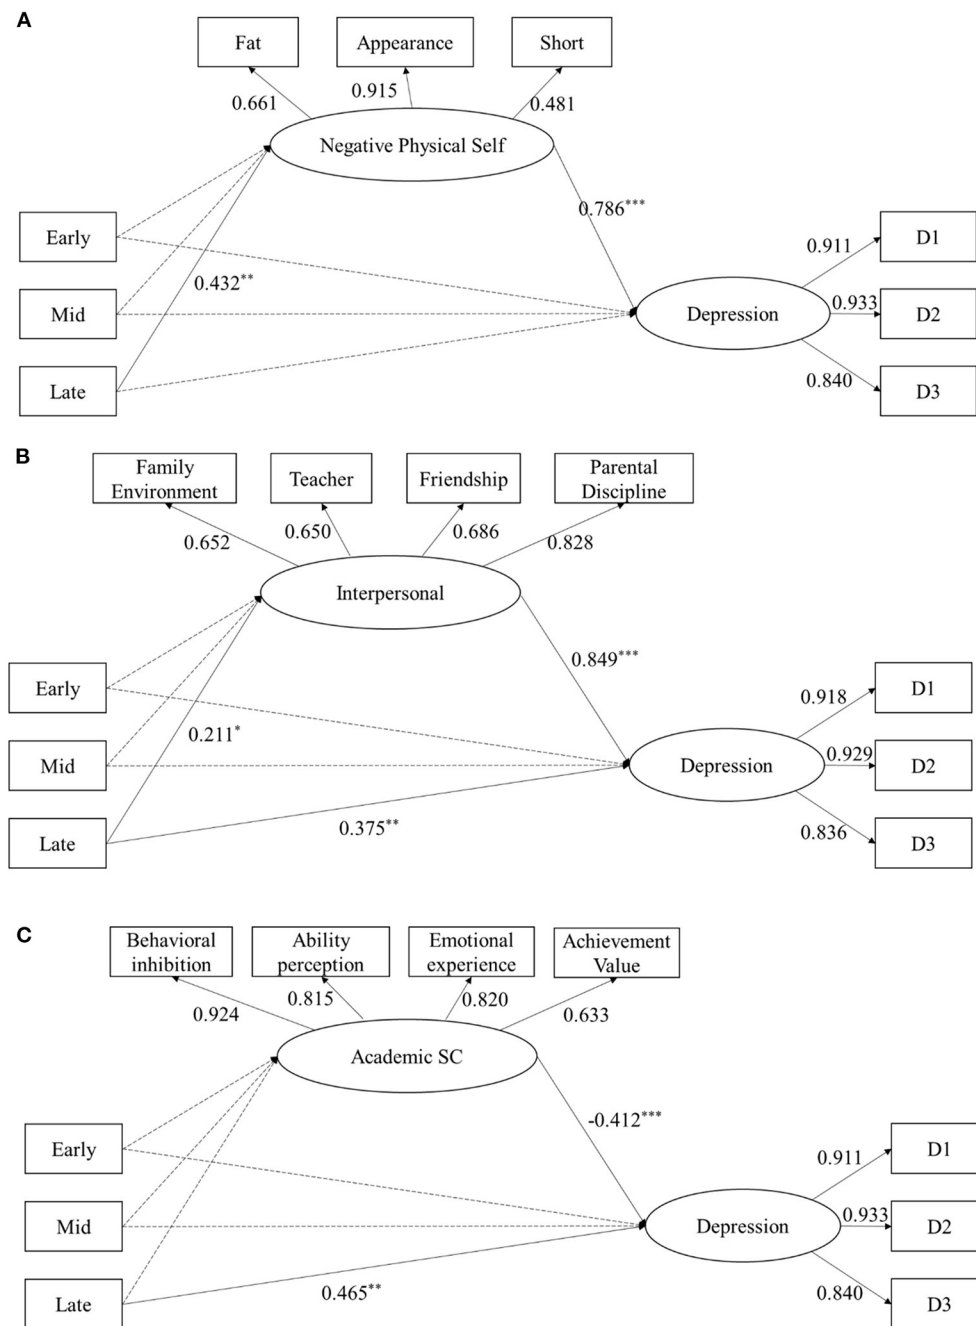 A
Fat
Appearance
Short
0.661
0.915
0.481
Negative Physical Self
0.786***
Early
0.432**
Mid
Late
Depression
0.911
0.933
0.840
D1
D2
D3
B
Family
Environment
Teacher
Friendship
Parental
Discipline
0.652
0.650
0.686
0.828
Interpersonal
0.849***
Early
0.211*
Mid
Late
0.375**
Depression
0.918
0.929
0.836
D1
D2
D3
C
Behavioral
inhibition
Ability
perception
Emotional
experience
Achievement
Value
0.924
0.815
0.820
0.633
Academic SC
-0.412***
Early
Mid
Late
0.465**
Depression
0.911
0.933
0.840
D1
D2
D3